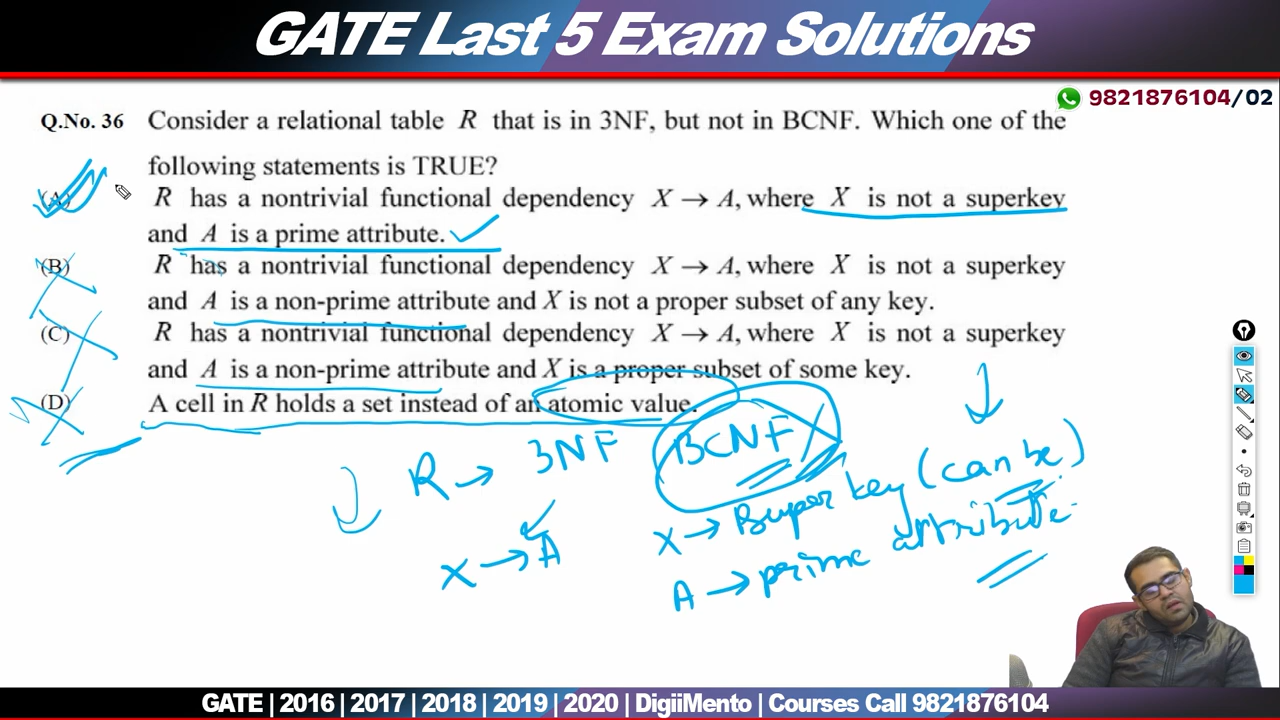 GATE Last 5 Exam Solutions
9821876104/02
Q.No. 36 Consider a relational table R that is in 3NF, but not in BCNF. Which one of the
following statements is TRUE?
(A) R has a nontrivial functional dependency X → A, where X is not a superkey
and A is a prime attribute.
(B) R has a nontrivial functional dependency X → A, where X is not a superkey
and A is a non-prime attribute and X is not a proper subset of any key.
(C) R has a nontrivial functional dependency X → A, where X is not a superkey
and A is a non-prime attribute and X is a proper subset of some key.
(D) A cell in R holds a set instead of an atomic value.
R → 3NF BCNF X
X → A
X → Super key (can be)
A → prime attribute
GATE | 2016 | 2017 | 2018 | 2019 | 2020 | DigiiMento | Courses Call 9821876104